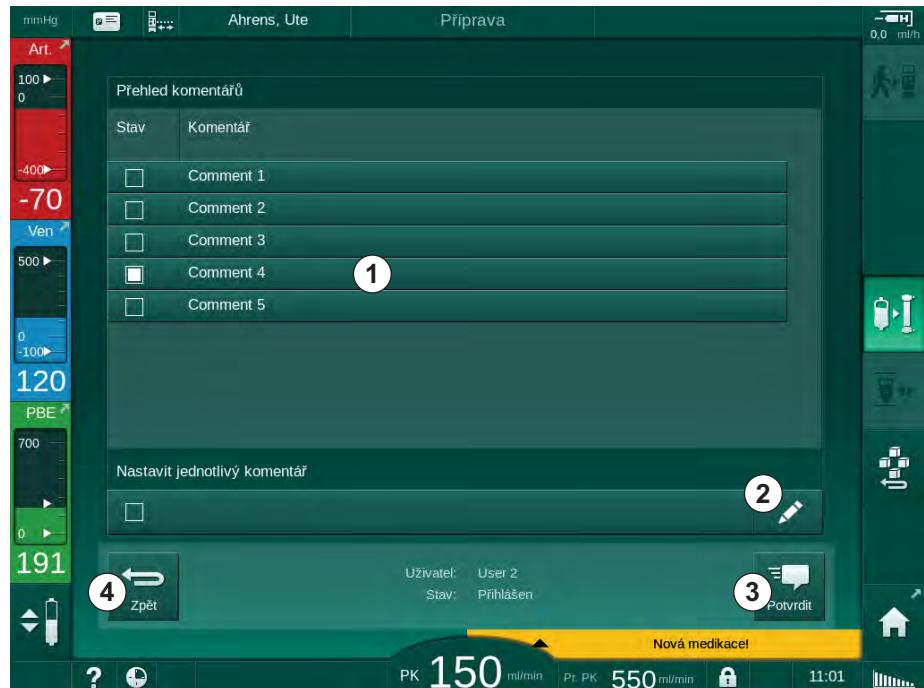 mmHg Ahrens, Ute Příprava 0,0 ml/h
Art.
100
0
-400
-70
Ven
500
0
-100
120
PBE
700
0
191
Přehled komentářů
Stav Komentář
Comment 1
Comment 2
Comment 3
Comment 4 1
Comment 5
Nastavit jednotlivý komentář
2
4 Zpět
Uživatel: User 2
Stav: Přihlášen
3 Potvrdit
Nová medikace!
? PK 150 ml/min Pr. PK 550 ml/min 11:01